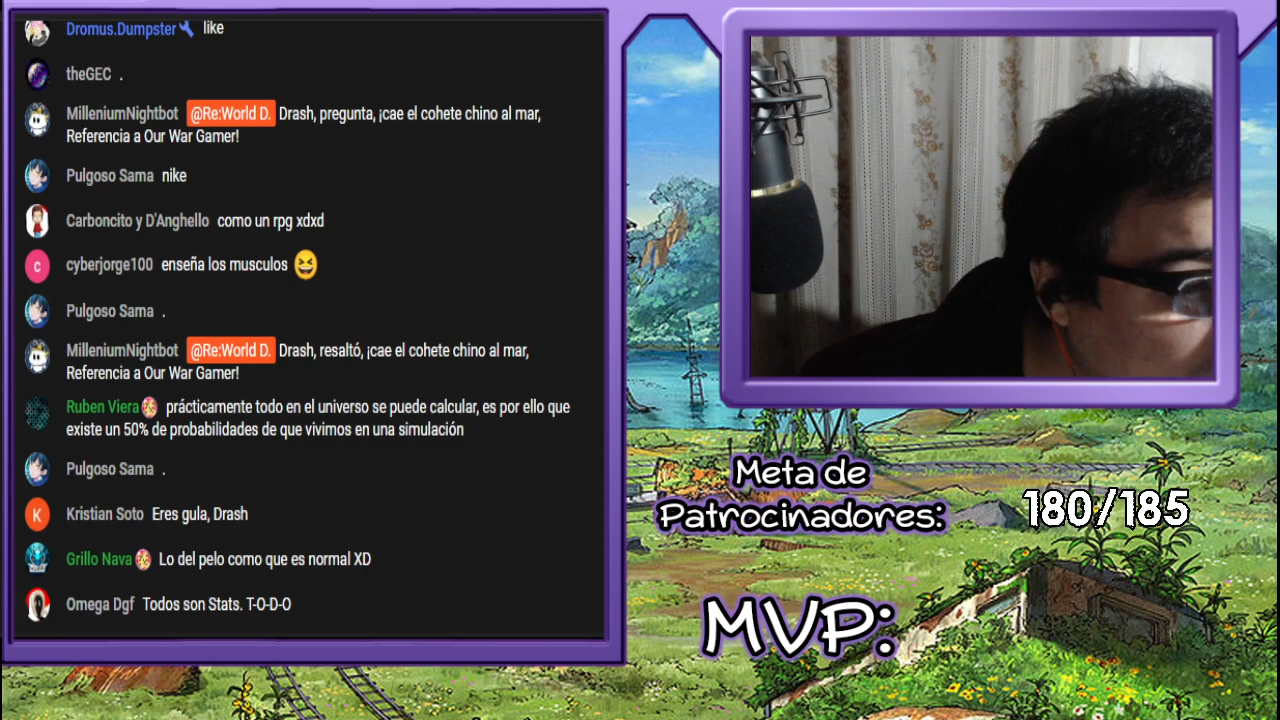 Dromus.Dumpster like
theGEC .
MilleniumNightbot @Re:World D. Drash, pregunta, ¡cae el cohete chino al mar,
Referencia a Our War Gamer!
Pulgoso Sama nike
Carboncito y D'Anghello como un rpg xdxd
c
cyberjorge100 enseña los musculos 😆
Pulgoso Sama .
MilleniumNightbot @Re:World D. Drash, resaltó, ¡cae el cohete chino al mar,
Referencia a Our War Gamer!
Ruben Viera prácticamente todo en el universo se puede calcular, es por ello que
existe un 50% de probabilidades de que vivimos en una simulación
Pulgoso Sama .
K
Kristian Soto Eres gula, Drash
Grillo Nava Lo del pelo como que es normal XD
Omega Dgf Todos son Stats. T-O-D-O
Meta de
Patrocinadores:
180/185
MVP: